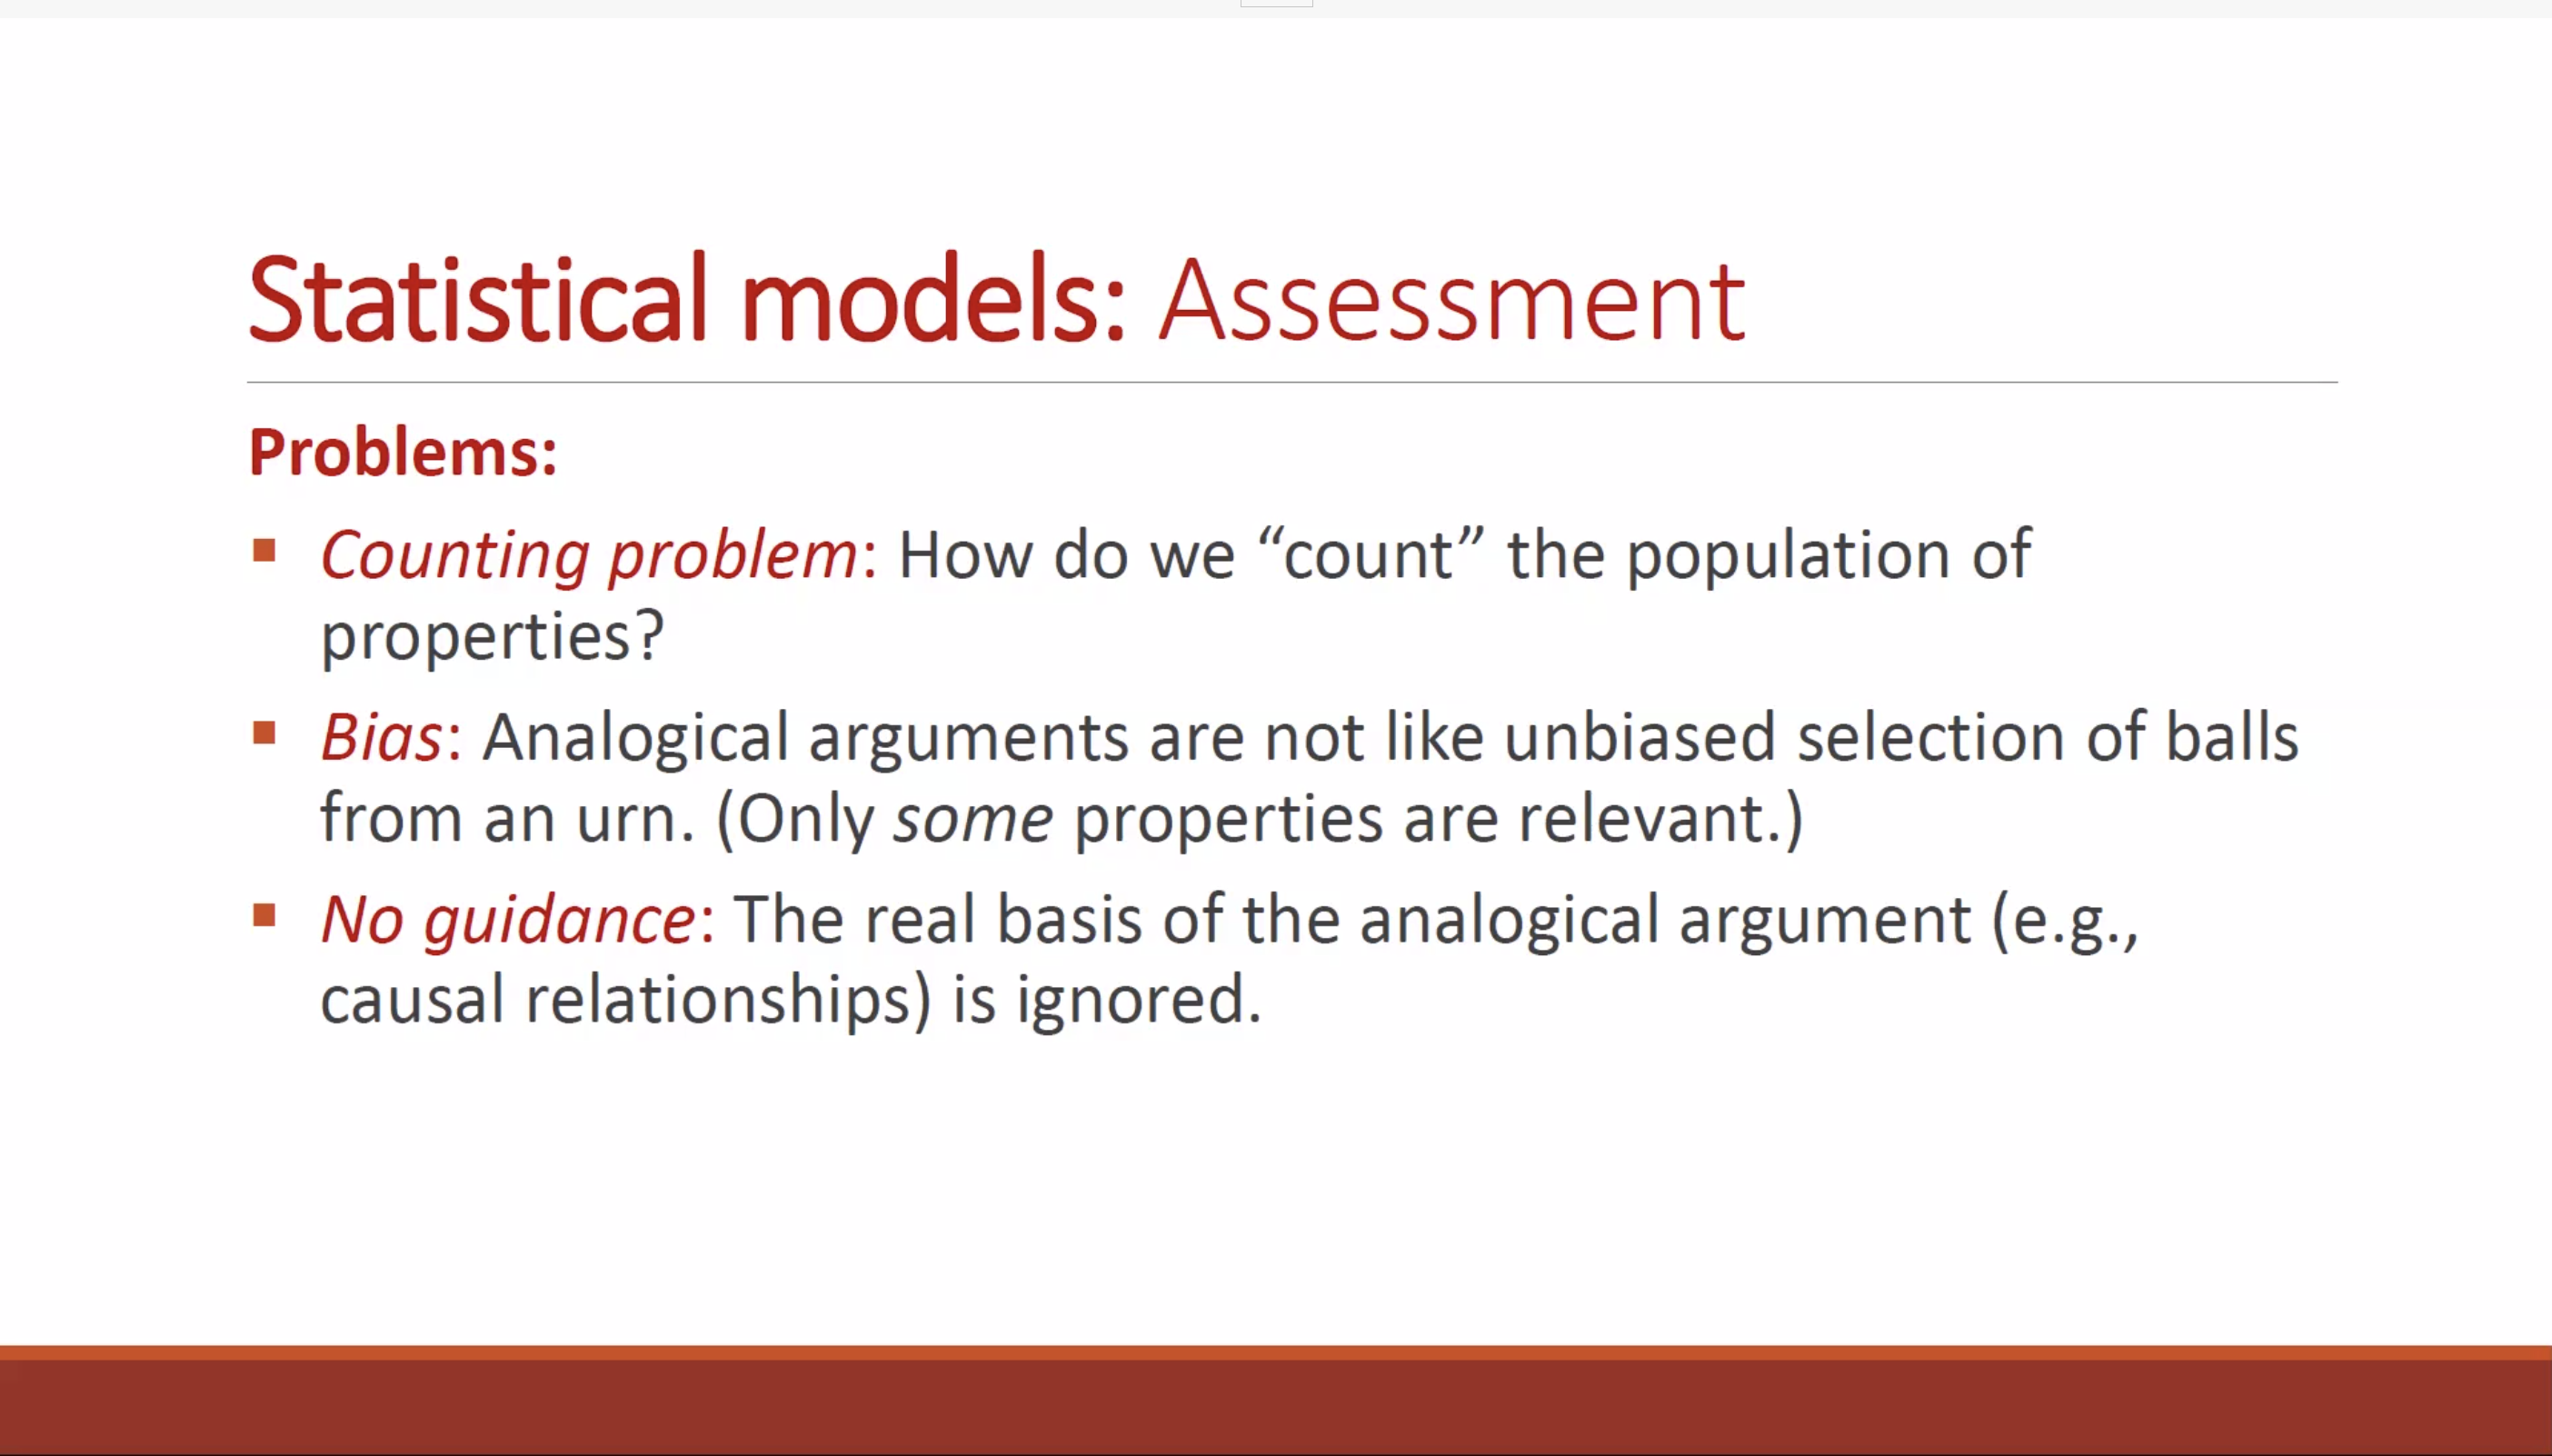 Statistical models: Assessment
Problems:
▪ Counting problem: How do we “count” the population of
properties?
▪ Bias: Analogical arguments are not like unbiased selection of balls
from an urn. (Only some properties are relevant.)
▪ No guidance: The real basis of the analogical argument (e.g.,
causal relationships) is ignored.